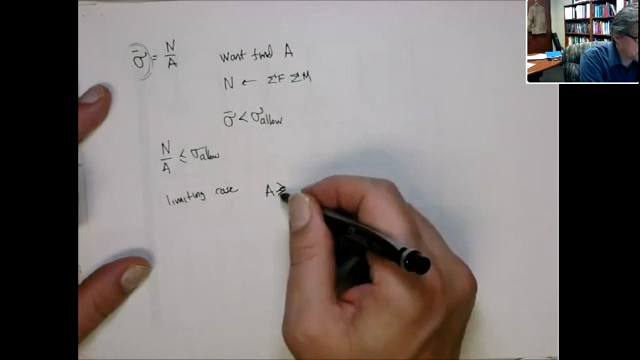 σ̄ = N/A want find A
N ← ΣF ΣM
σ̄ < σallow
N/A ≤ σallow
limiting case A ≥